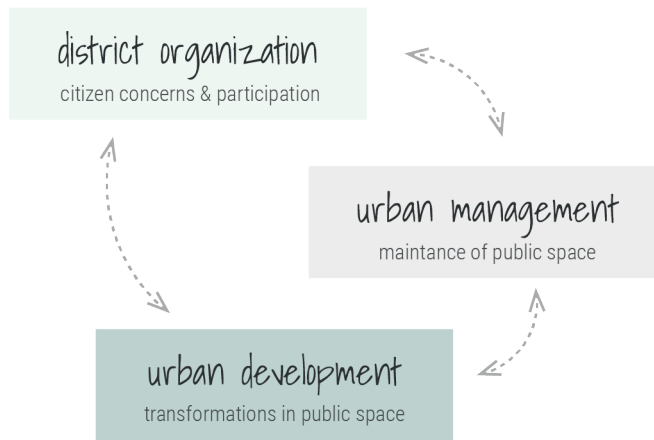 district organization
citizen concerns & participation
urban management
maintance of public space
urban development
transformations in public space